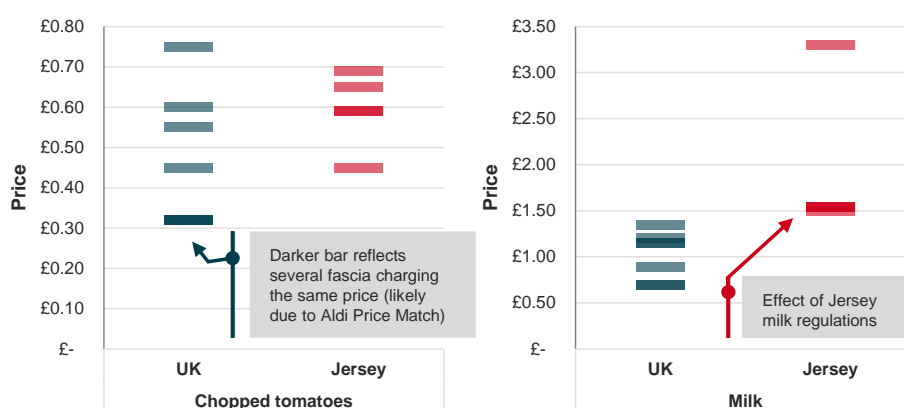 £0.80
£0.70
£0.60
£0.50
£0.40
£0.30
£0.20
£0.10
£-
Price
Darker bar reflects
several fascia charging
the same price (likely
due to Aldi Price Match)
UK
Jersey
Chopped tomatoes
£3.50
£3.00
£2.50
£2.00
£1.50
£1.00
£0.50
£-
Price
Effect of Jersey
milk regulations
UK
Jersey
Milk